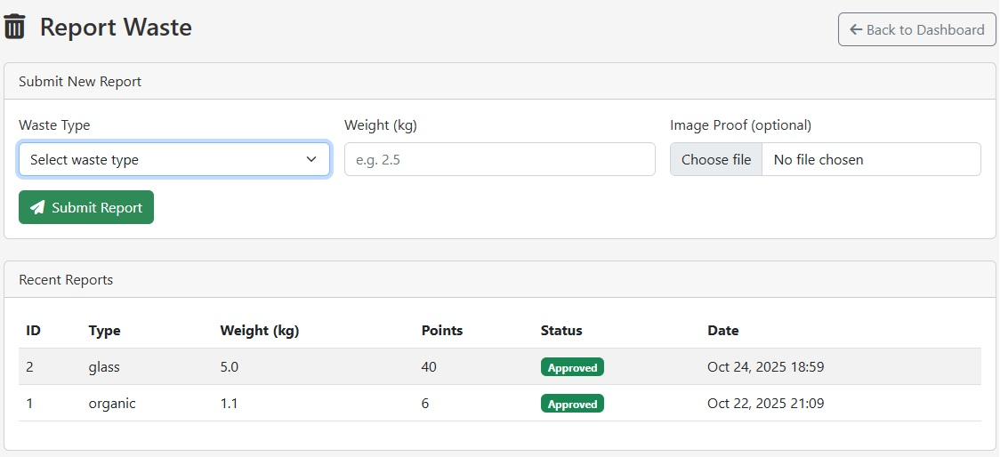 Report Waste
← Back to Dashboard
Submit New Report
Waste Type Weight (kg) Image Proof (optional)
Select waste type e.g. 2.5 Choose file No file chosen
Submit Report
Recent Reports
ID Type Weight (kg) Points Status Date
2 glass 5.0 40 Approved Oct 24, 2025 18:59
1 organic 1.1 6 Approved Oct 22, 2025 21:09